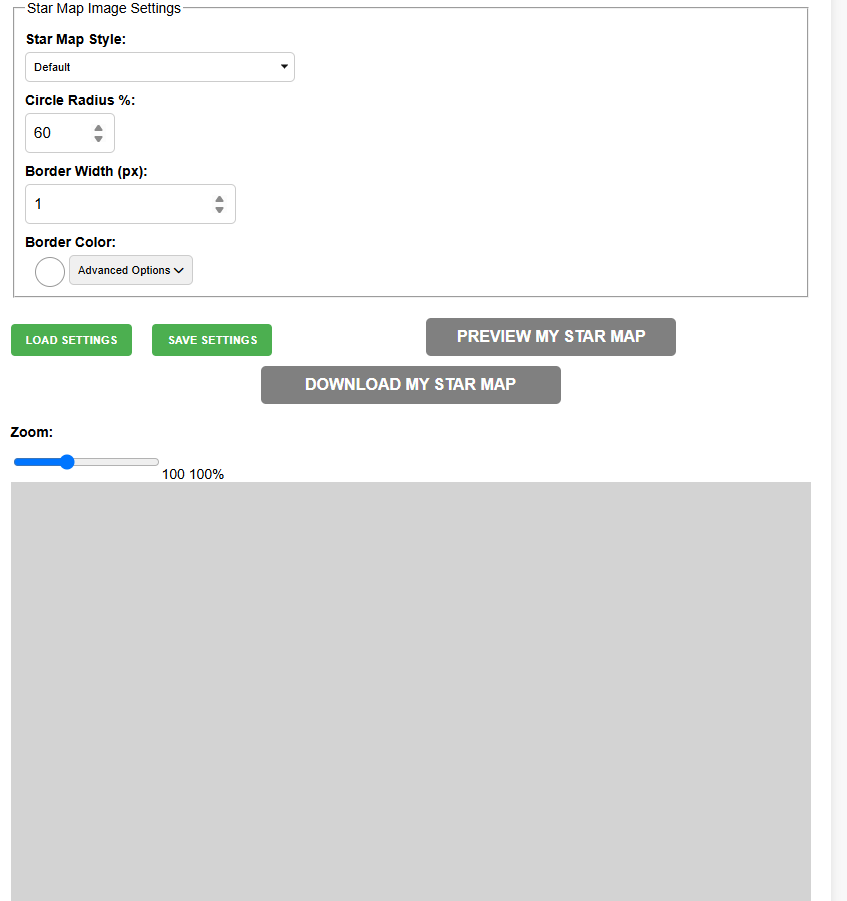 Star Map Image Settings
Star Map Style:
Default
Circle Radius %:
60
Border Width (px):
1
Border Color:
Advanced Options
LOAD SETTINGS
SAVE SETTINGS
PREVIEW MY STAR MAP
DOWNLOAD MY STAR MAP
Zoom:
100 100%